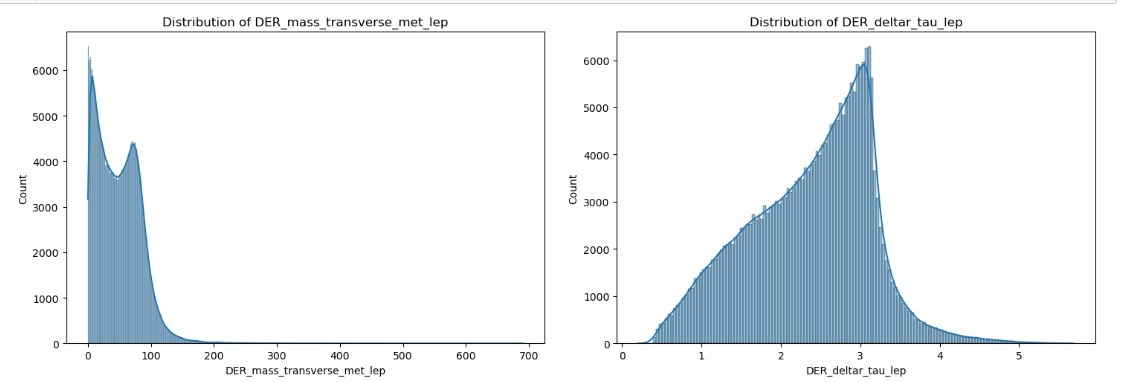 Distribution of DER_mass_transverse_met_lep
6000
5000
4000
3000
2000
1000
0
Count
0 100 200 300 400 500 600 700
DER_mass_transverse_met_lep
Distribution of DER_deltar_tau_lep
6000
5000
4000
3000
2000
1000
0
Count
0 1 2 3 4 5
DER_deltar_tau_lep